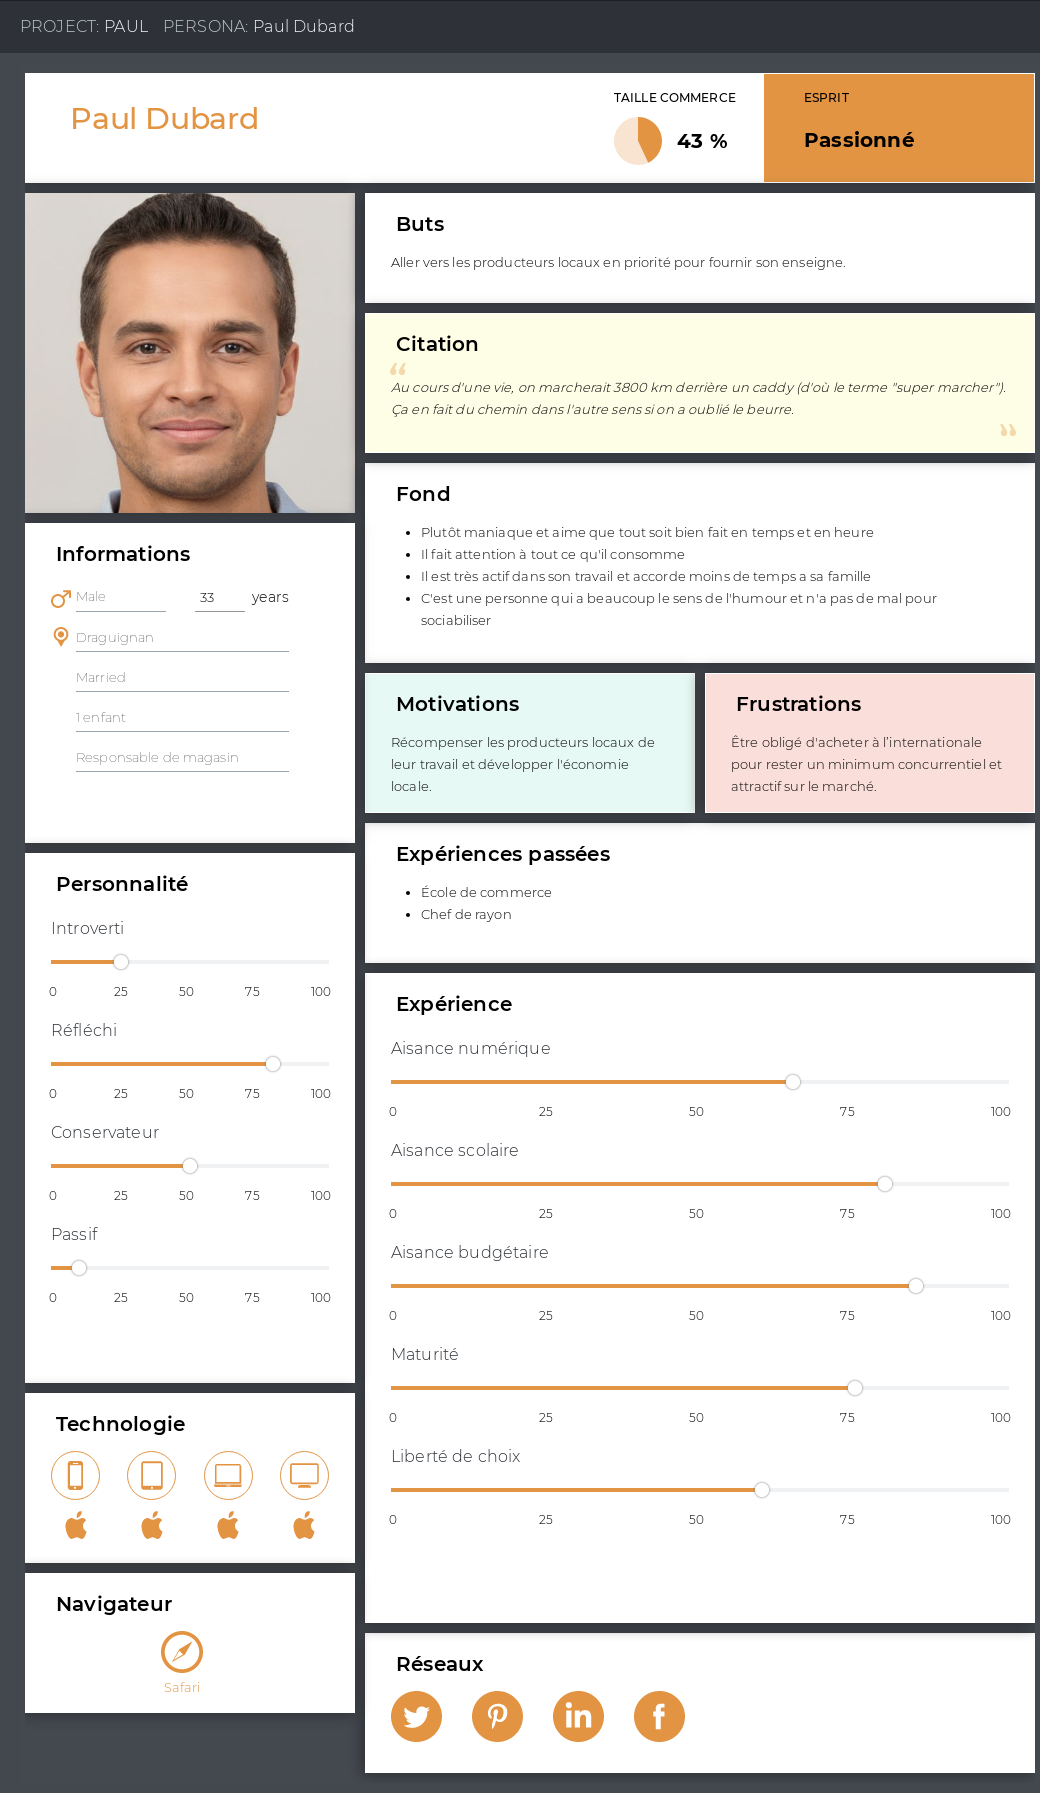 PROJECT: PAUL PERSONA: Paul Dubard
Paul Dubard
TAILLE COMMERCE
43 %
ESPRIT
Passionné
Buts
Aller vers les producteurs locaux en priorité pour fournir son enseigne.
Citation
“
Au cours d'une vie, on marcherait 3800 km derrière un caddy (d'où le terme "super marcher").
Ça en fait du chemin dans l'autre sens si on a oublié le beurre.
”
Fond
• Plutôt maniaque et aime que tout soit bien fait en temps et en heure
• Il fait attention à tout ce qu'il consomme
• Il est très actif dans son travail et accorde moins de temps a sa famille
• C'est une personne qui a beaucoup le sens de l'humour et n'a pas de mal pour
sociabiliser
Informations
Male 33 years
Draguignan
Married
1 enfant
Responsable de magasin
Motivations
Récompenser les producteurs locaux de
leur travail et développer l'économie
locale.
Frustrations
Être obligé d'acheter à l'internationale
pour rester un minimum concurrentiel et
attractif sur le marché.
Expériences passées
• École de commerce
• Chef de rayon
Personnalité
Introverti
0 25 50 75 100
Réfléchi
0 25 50 75 100
Conservateur
0 25 50 75 100
Passif
0 25 50 75 100
Expérience
Aisance numérique
0 25 50 75 100
Aisance scolaire
0 25 50 75 100
Aisance budgétaire
0 25 50 75 100
Maturité
0 25 50 75 100
Liberté de choix
0 25 50 75 100
Technologie
Navigateur
Safari
Réseaux